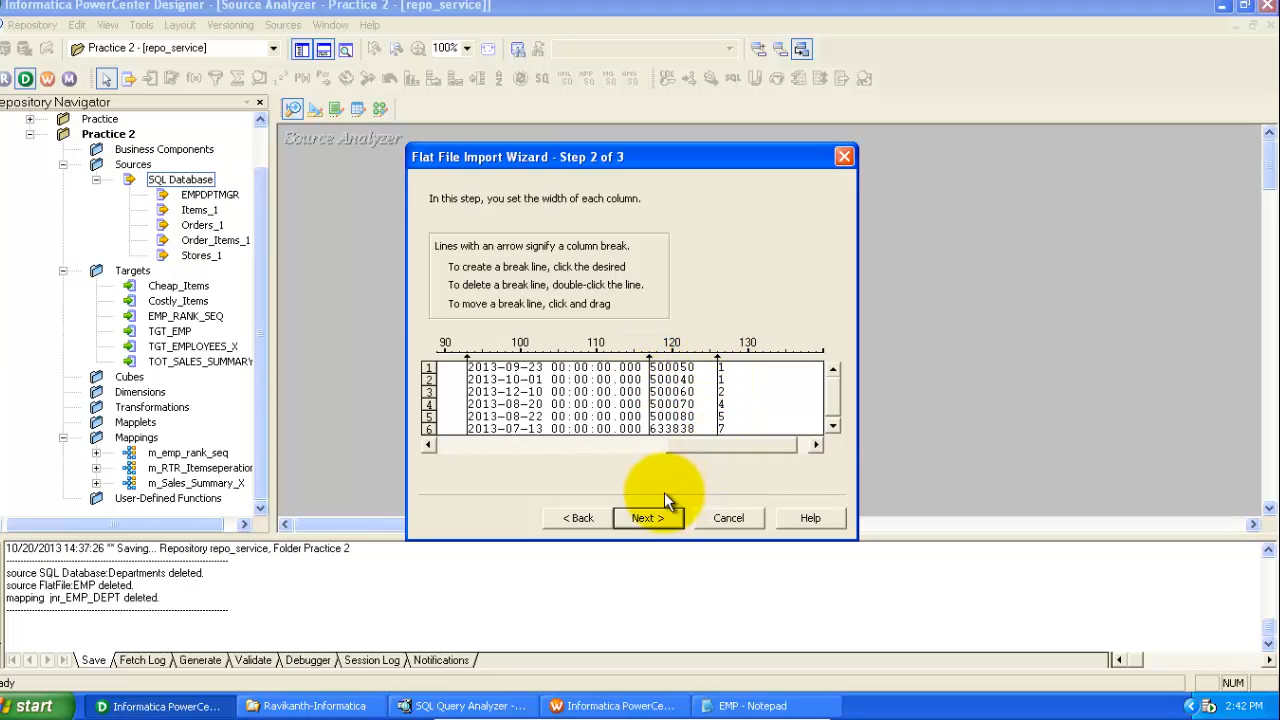 Informatica PowerCenter Designer - [Source Analyzer - Practice 2 - [repo_service]]
Repository Edit View Tools Layout Versioning Sources Window Help
Practice 2 - [repo_service] 100%
R D W M
epository Navigator
Practice
Practice 2
Business Components
Sources
SQL Database
EMPDPTMGR
Items_1
Orders_1
Order_Items_1
Stores_1
Targets
Cheap_Items
Costly_Items
EMP_RANK_SEQ
TGT_EMP
TGT_EMPLOYEES_X
TOT_SALES_SUMMARY
Cubes
Dimensions
Transformations
Mapplets
Mappings
m_emp_rank_seq
m_RTR_Itemseperation
m_Sales_Summary_X
User-Defined Functions
Source Analyzer
Flat File Import Wizard - Step 2 of 3
In this step, you set the width of each column.
Lines with an arrow signify a column break.
To create a break line, click the desired
To delete a break line, double-click the line.
To move a break line, click and drag
90 100 110 120 130
1 2013-09-23 00:00:00.000 500050 1
2 2013-10-01 00:00:00.000 500040 1
3 2013-12-10 00:00:00.000 500060 2
4 2013-08-20 00:00:00.000 500070 4
5 2013-08-22 00:00:00.000 500080 5
6 2013-07-13 00:00:00.000 633838 7
< Back Next > Cancel Help
10/20/2013 14:37:26 ** Saving... Repository repo_service, Folder Practice 2
source SQL Database:Departments deleted.
source FlatFile:EMP deleted.
mapping jnr_EMP_DEPT deleted.
Save Fetch Log Generate Validate Debugger Session Log Notifications
ady NUM
start Informatica PowerCe... Ravikanth-Informatica SQL Query Analyzer -... Informatica PowerCe... EMP - Notepad 2:42 PM